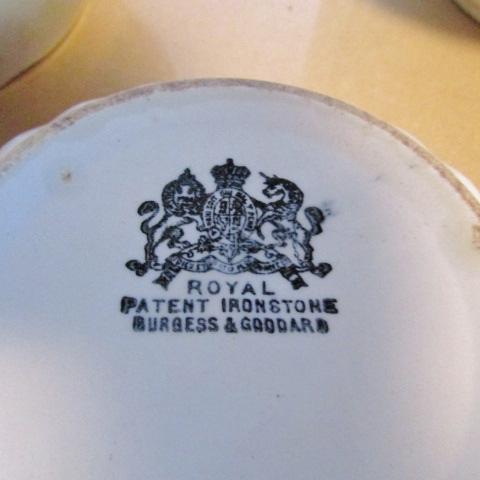 ROYAL
PATENT IRONSTONE
BURGESS & GODDARD